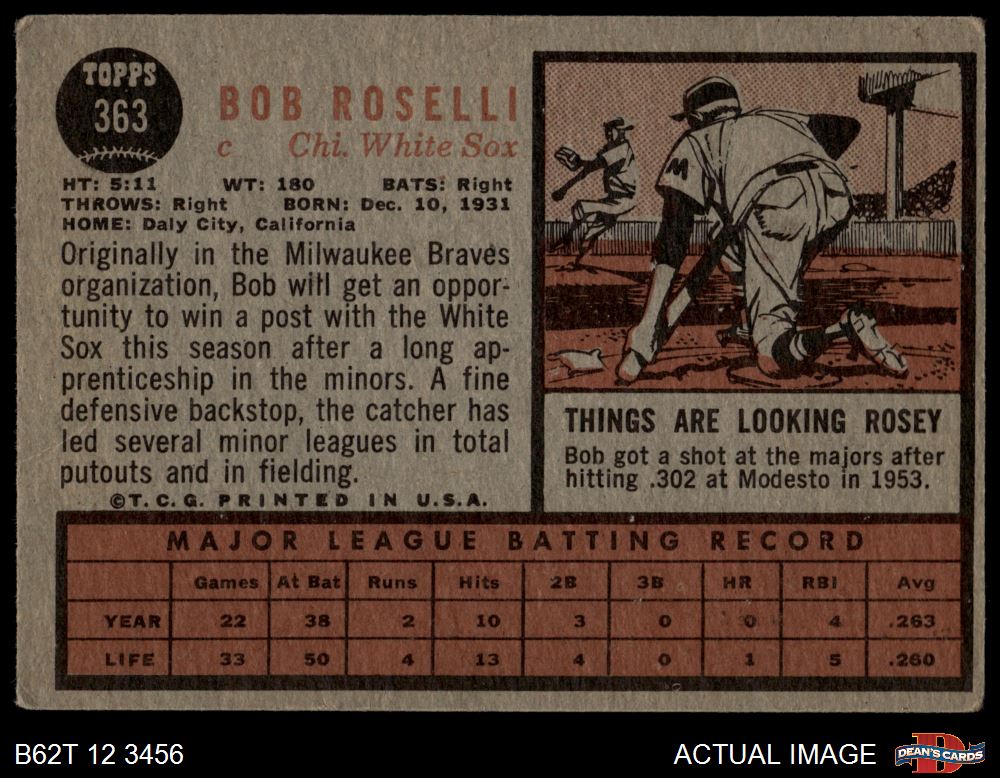 TOPPS
363
BOB ROSELLI
c Chi. White Sox
HT: 5:11 WT: 180 BATS: Right
THROWS: Right BORN: Dec. 10, 1931
HOME: Daly City, California
Originally in the Milwaukee Braves
organization, Bob will get an oppor-
tunity to win a post with the White
Sox this season after a long ap-
prenticeship in the minors. A fine
defensive backstop, the catcher has
led several minor leagues in total
putouts and in fielding.
©T.C.G. PRINTED IN U.S.A.
M
THINGS ARE LOOKING ROSEY
Bob got a shot at the majors after
hitting .302 at Modesto in 1953.
MAJOR LEAGUE BATTING RECORD
Games At Bat Runs Hits 2B 3B HR RBI Avg
YEAR 22 38 2 10 3 0 0 4 .263
LIFE 33 50 4 13 4 0 1 5 .260
B62T 12 3456
ACTUAL IMAGE
D
DEAN'S CARDS